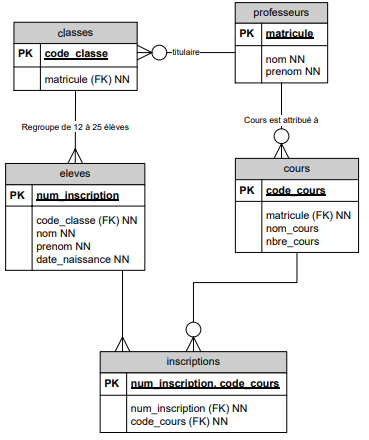 classes
PK code_classe
matricule (FK) NN
professeurs
PK matricule
nom NN
prenom NN
titulaire
Regroupe de 12 à 25 élèves
Cours est attribué à
eleves
PK num_inscription
code_classe (FK) NN
nom NN
prenom NN
date_naissance NN
cours
PK code_cours
matricule (FK) NN
nom_cours
nbre_cours
inscriptions
PK num_inscription, code_cours
num_inscription (FK) NN
code_cours (FK) NN